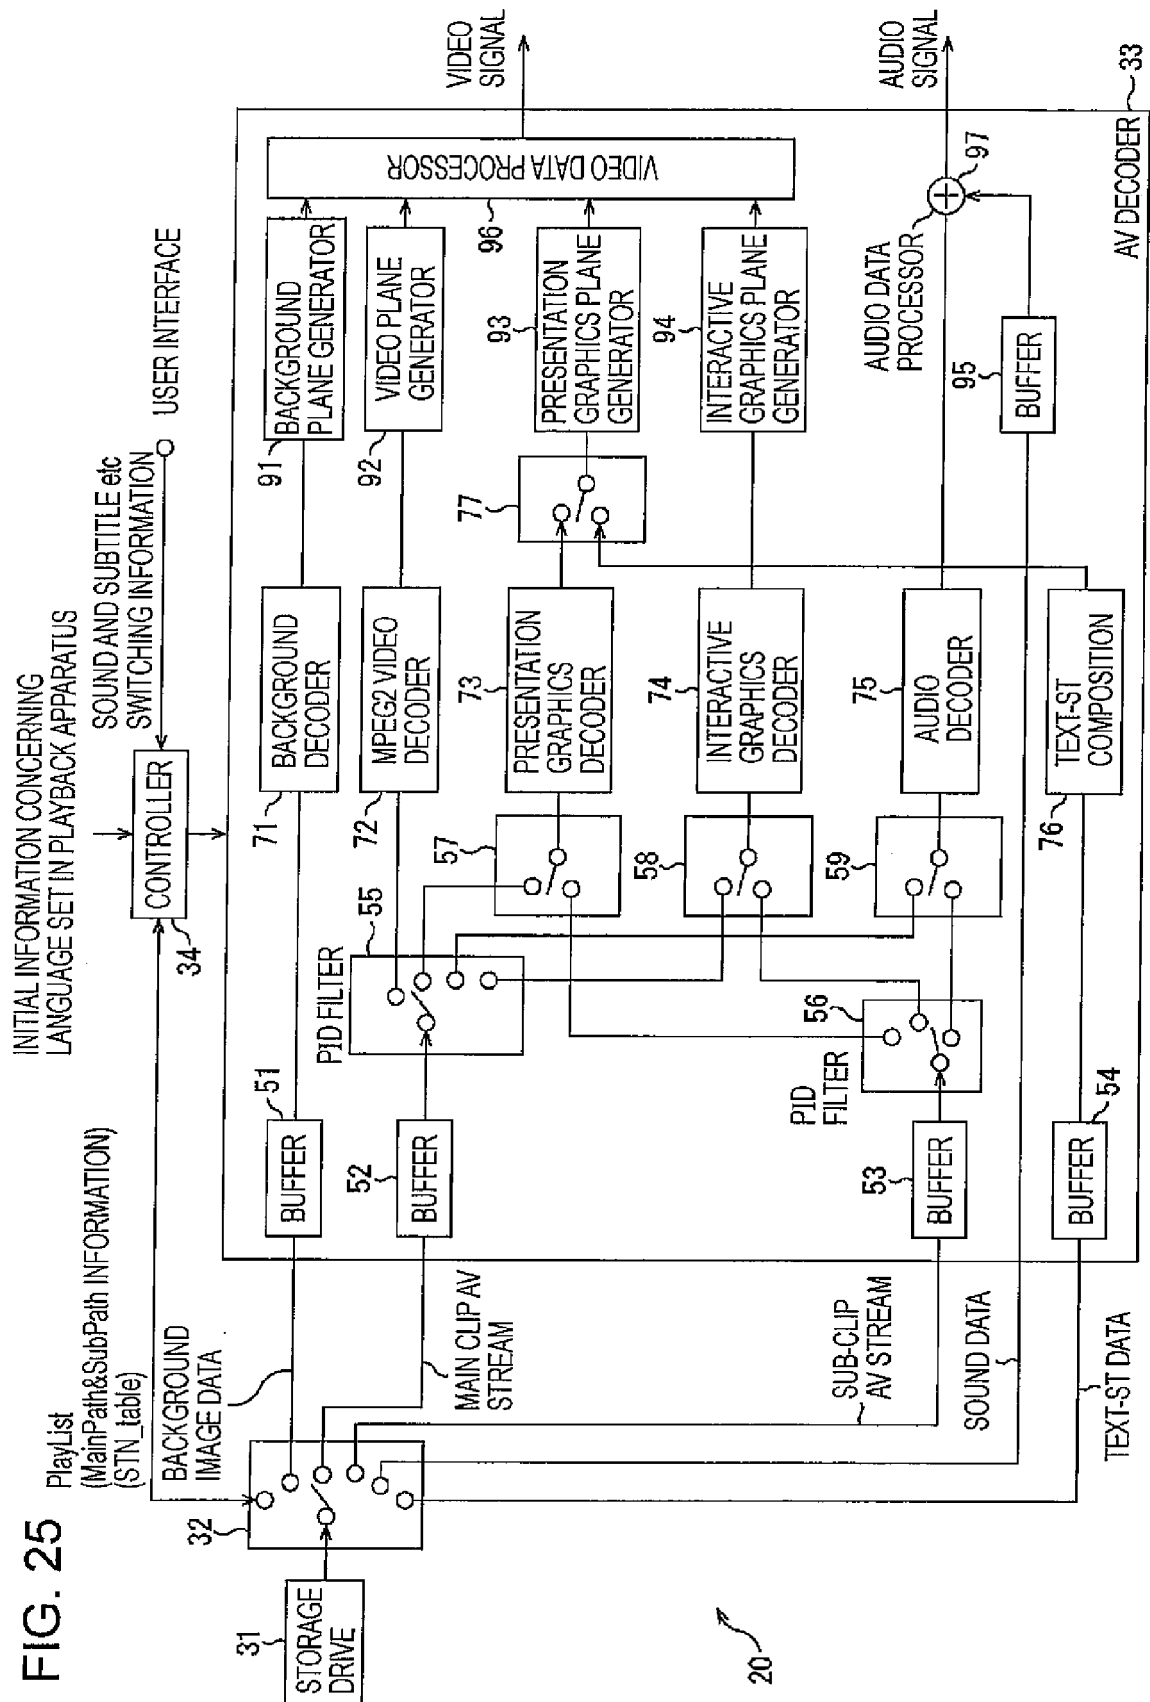 FIG. 25
INITIAL INFORMATION CONCERNING
LANGUAGE SET IN PLAYBACK APPARATUS
SOUND AND SUBTITLE etc
SWITCHING INFORMATION
USER INTERFACE
CONTROLLER
34
PlayList
(MainPath&SubPath INFORMATION)
(STN_table)
BACKGROUND
IMAGE DATA
32
31
STORAGE
DRIVE
MAIN CLIP AV
STREAM
SUB-CLIP
AV STREAM
SOUND DATA
TEXT-ST DATA
20
51
BUFFER
52
BUFFER
53
BUFFER
54
BUFFER
PID FILTER
55
PID
FILTER
56
57
58
59
71
BACKGROUND
DECODER
72
MPEG2 VIDEO
DECODER
73
PRESENTATION
GRAPHICS
DECODER
74
INTERACTIVE
GRAPHICS
DECODER
75
AUDIO
DECODER
76
TEXT-ST
COMPOSITION
77
91
BACKGROUND
PLANE GENERATOR
92
VIDEO PLANE
GENERATOR
93
PRESENTATION
GRAPHICS PLANE
GENERATOR
94
INTERACTIVE
GRAPHICS PLANE
GENERATOR
95
BUFFER
96
VIDEO DATA PROCESSOR
AUDIO DATA
PROCESSOR
97
VIDEO
SIGNAL
AUDIO
SIGNAL
AV DECODER
33